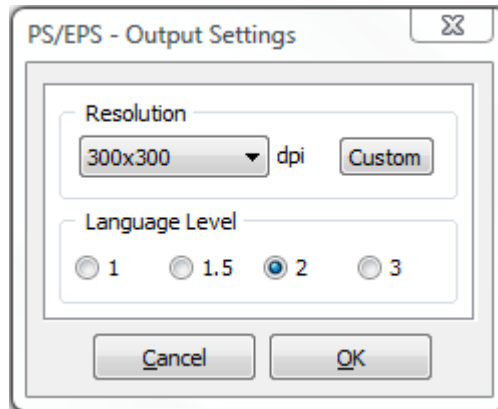 PS/EPS - Output Settings
Resolution
300x300 dpi Custom
Language Level
1 1.5 2 3
Cancel OK